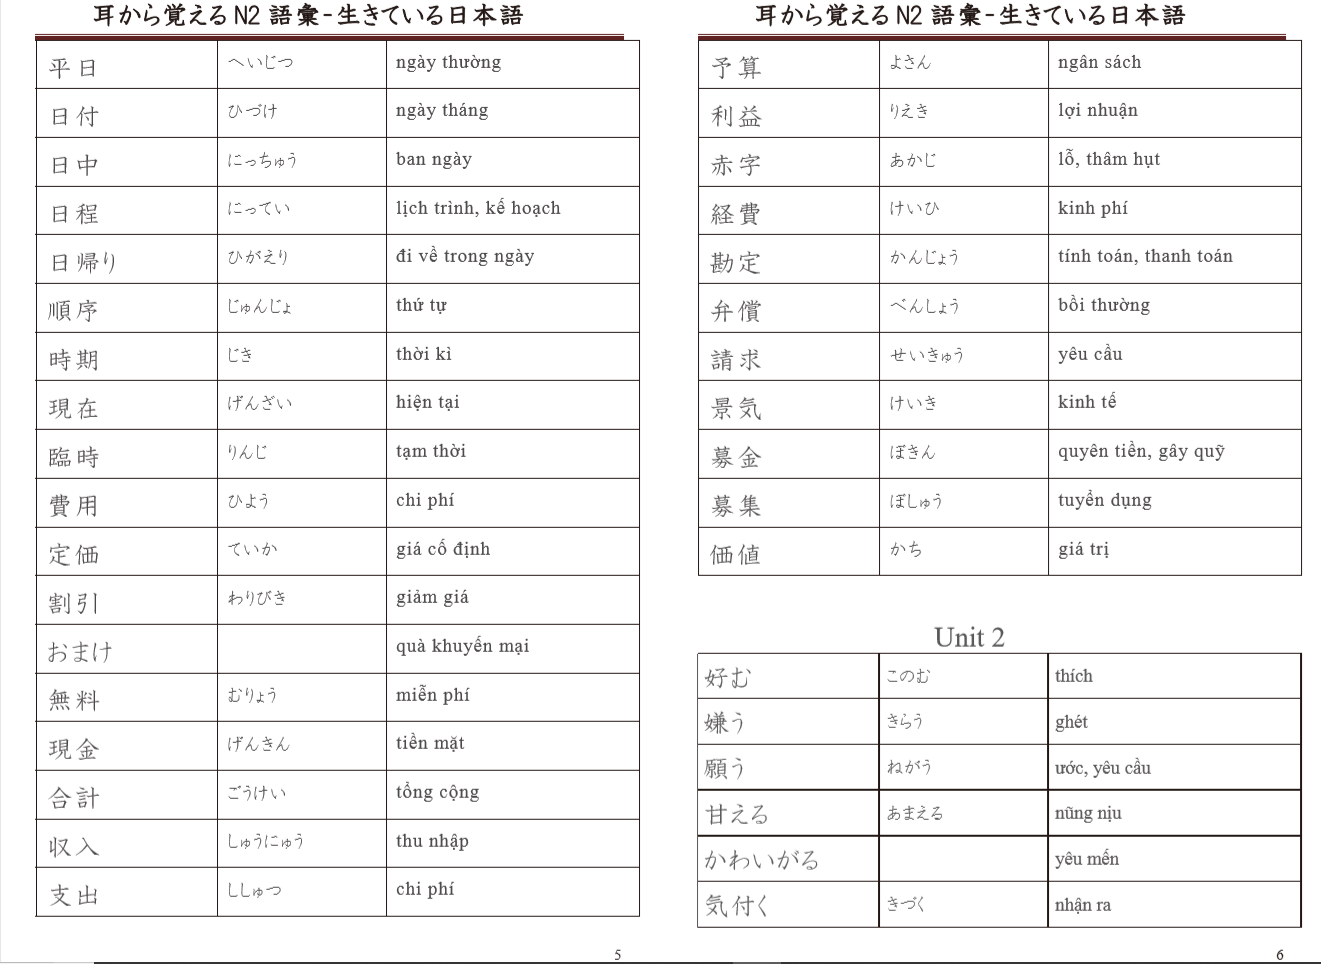 耳から覚える N2 語彙-生きている日本語
平日 へいじつ ngày thường
日付 ひづけ ngày tháng
日中 にっちゅう ban ngày
日程 にってい lịch trình, kế hoạch
日帰り ひがえり đi về trong ngày
順序 じゅんじょ thứ tự
時期 じき thời kì
現在 げんざい hiện tại
臨時 りんじ tạm thời
費用 ひよう chi phí
定価 ていか giá cố định
割引 わりびき giảm giá
おまけ quà khuyến mại
無料 むりょう miễn phí
現金 げんきん tiền mặt
合計 ごうけい tổng cộng
収入 しゅうにゅう thu nhập
支出 ししゅつ chi phí
5
耳から覚える N2 語彙-生きている日本語
予算 よさん ngân sách
利益 りえき lợi nhuận
赤字 あかじ lỗ, thâm hụt
経費 けいひ kinh phí
勘定 かんじょう tính toán, thanh toán
弁償 べんしょう bồi thường
請求 せいきゅう yêu cầu
景気 けいき kinh tế
募金 ぼきん quyên tiền, gây quỹ
募集 ぼしゅう tuyển dụng
価値 かち giá trị
Unit 2
好む このむ thích
嫌う きらう ghét
願う ねがう ước, yêu cầu
甘える あまえる nũng nịu
かわいがる yêu mến
気付く きづく nhận ra
6